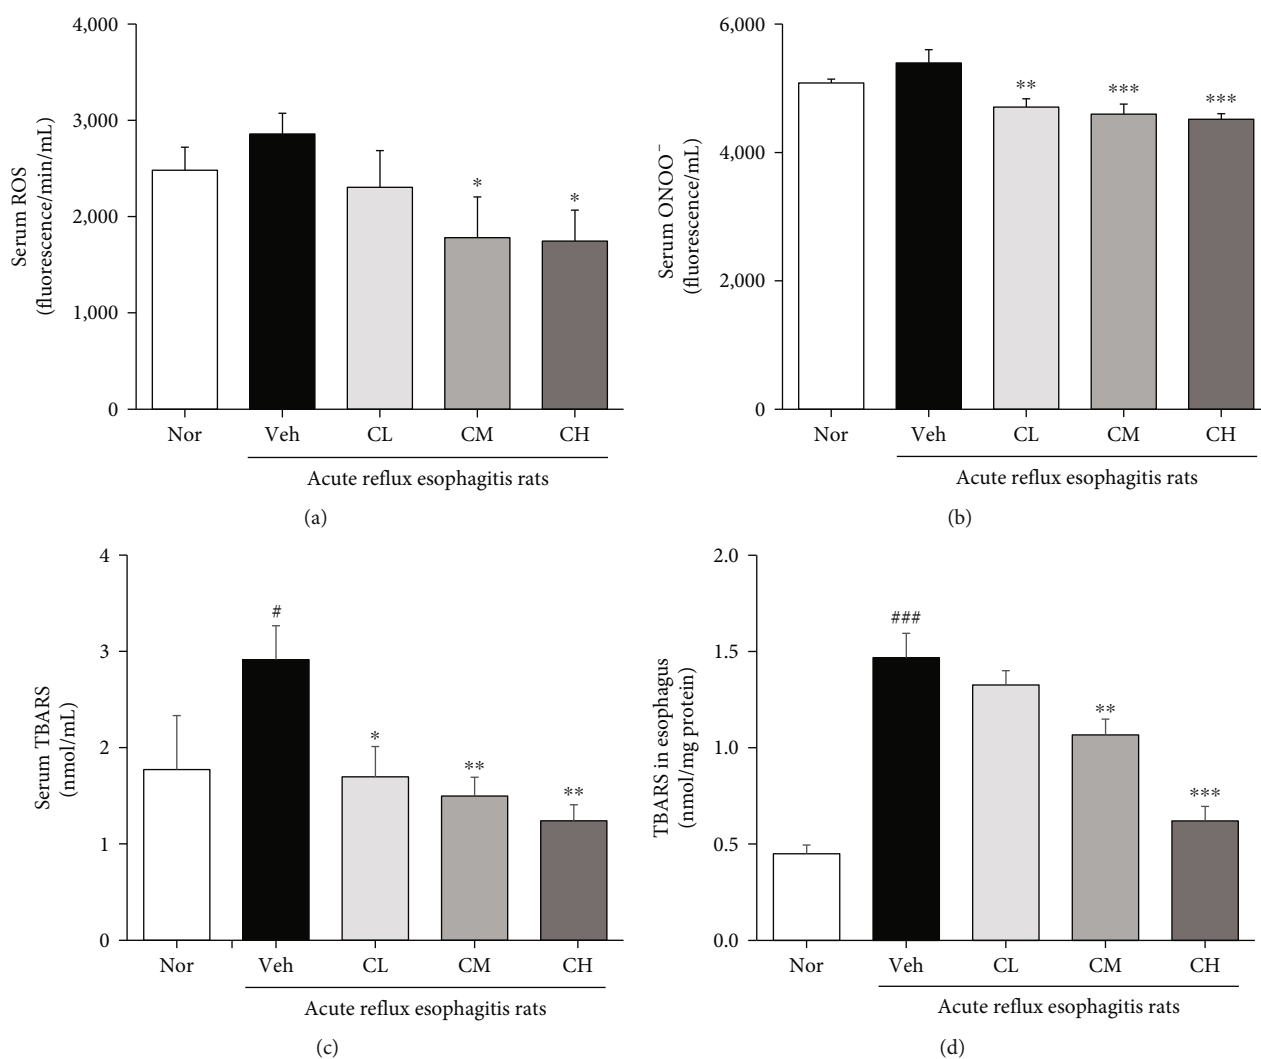 4,000
3,000
2,000
1,000
0
Serum ROS
(fluorescence/min/mL)
*
*
Nor Veh CL CM CH
Acute reflux esophagitis rats
(a)
6,000
4,000
2,000
0
Serum ONOO⁻
(fluorescence/mL)
**
***
***
Nor Veh CL CM CH
Acute reflux esophagitis rats
(b)
4
3
2
1
0
Serum TBARS
(nmol/mL)
#
*
**
**
Nor Veh CL CM CH
Acute reflux esophagitis rats
(c)
2.0
1.5
1.0
0.5
0.0
TBARS in esophagus
(nmol/mg protein)
###
**
***
Nor Veh CL CM CH
Acute reflux esophagitis rats
(d)